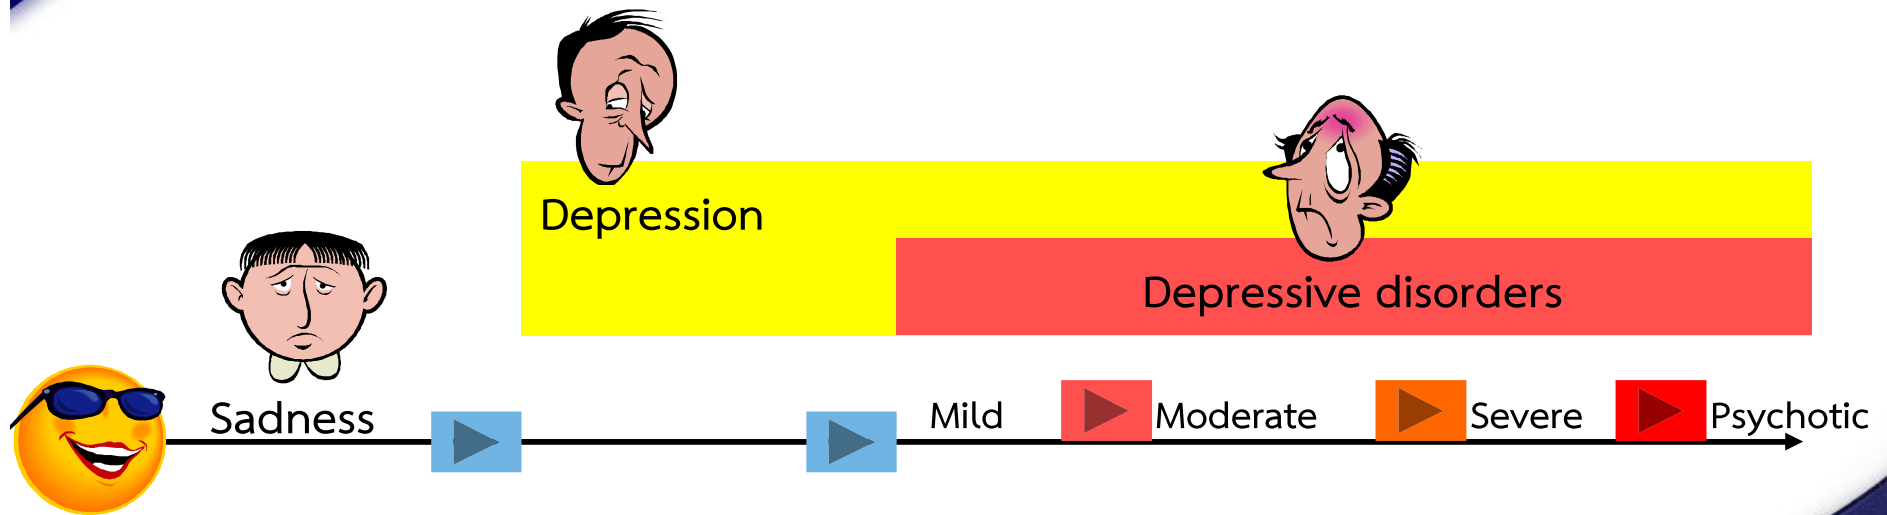 Depression
Depressive disorders
Sadness
Mild
Moderate
Severe
Psychotic